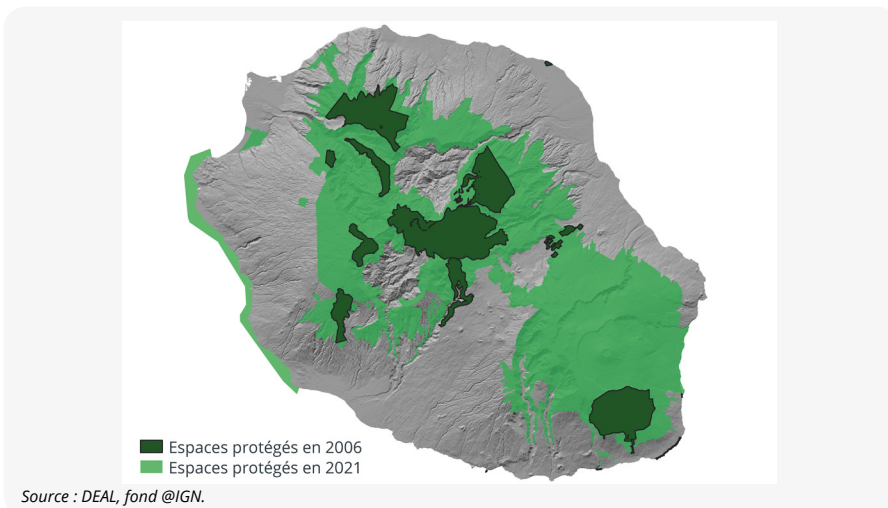 Espaces protégés en 2006
Espaces protégés en 2021
Source : DEAL, fond @IGN.